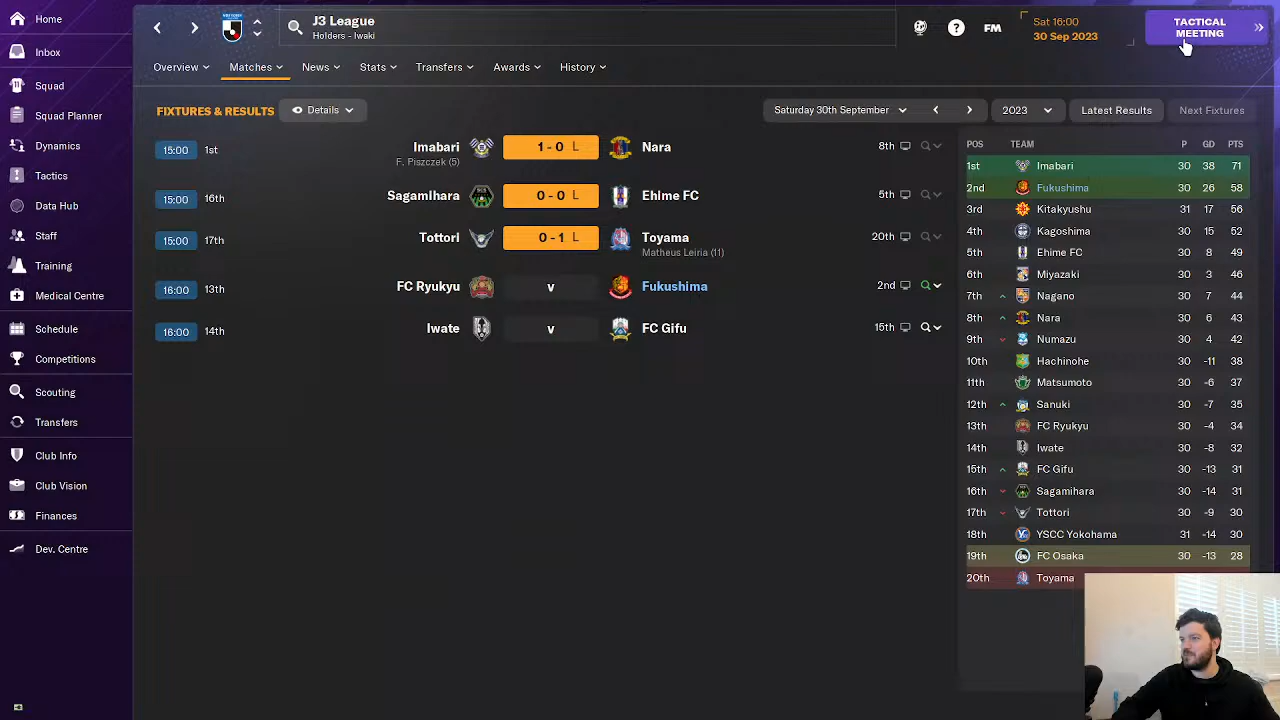 Home
Inbox
Squad
Squad Planner
Dynamics
Tactics
Data Hub
Staff
Training
Medical Centre
Schedule
Competitions
Scouting
Transfers
Club Info
Club Vision
Finances
Dev. Centre
J3 League
Holders - Iwaki
FM
Sat 16:00
30 Sep 2023
TACTICAL MEETING
Overview Matches News Stats Transfers Awards History
FIXTURES & RESULTS Details Saturday 30th September 2023 Latest Results Next Fixtures
15:00 1st Imabari 1 - 0 L Nara 8th
F. Piszczek (5)
15:00 16th SagamIhara 0 - 0 L Ehime FC 5th
15:00 17th Tottori 0 - 1 L Toyama 20th
Matheus Leiria (11)
16:00 13th FC Ryukyu v Fukushima 2nd
16:00 14th Iwate v FC Gifu 15th
POS TEAM P GD PTS
1st Imabari 30 38 71
2nd Fukushima 30 26 58
3rd Kitakyushu 31 17 56
4th Kagoshima 30 15 52
5th Ehime FC 30 8 49
6th Miyazaki 30 3 46
7th Nagano 30 7 44
8th Nara 30 6 43
9th Numazu 30 4 42
10th Hachinohe 30 -11 38
11th Matsumoto 30 -6 37
12th Sanuki 30 -7 35
13th FC Ryukyu 30 -4 34
14th Iwate 30 -8 32
15th FC Gifu 30 -13 31
16th Sagamihara 30 -14 31
17th Tottori 30 -9 30
18th YSCC Yokohama 31 -14 30
19th FC Osaka 30 -13 28
20th Toyama